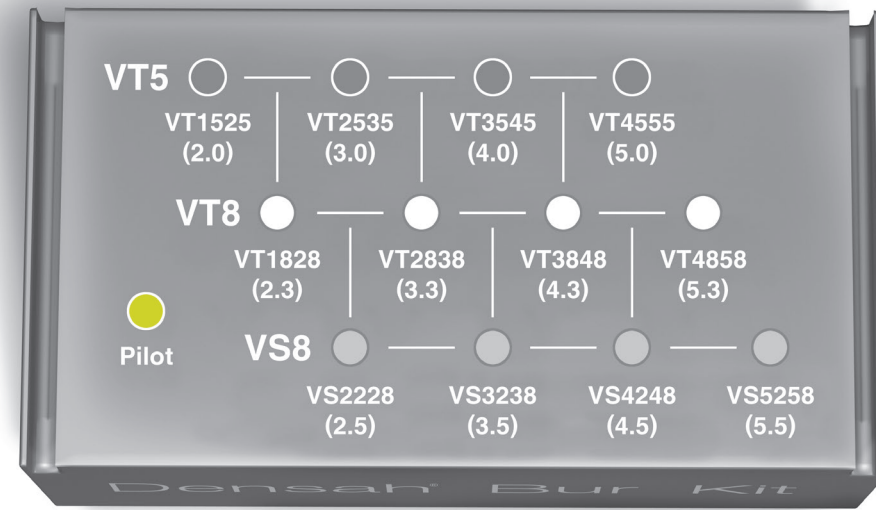 VT5
VT1525 VT2535 VT3545 VT4555
(2.0) (3.0) (4.0) (5.0)
VT8
VT1828 VT2838 VT3848 VT4858
(2.3) (3.3) (4.3) (5.3)
Pilot
VS8
VS2228 VS3238 VS4248 VS5258
(2.5) (3.5) (4.5) (5.5)
Densah® Bur Kit